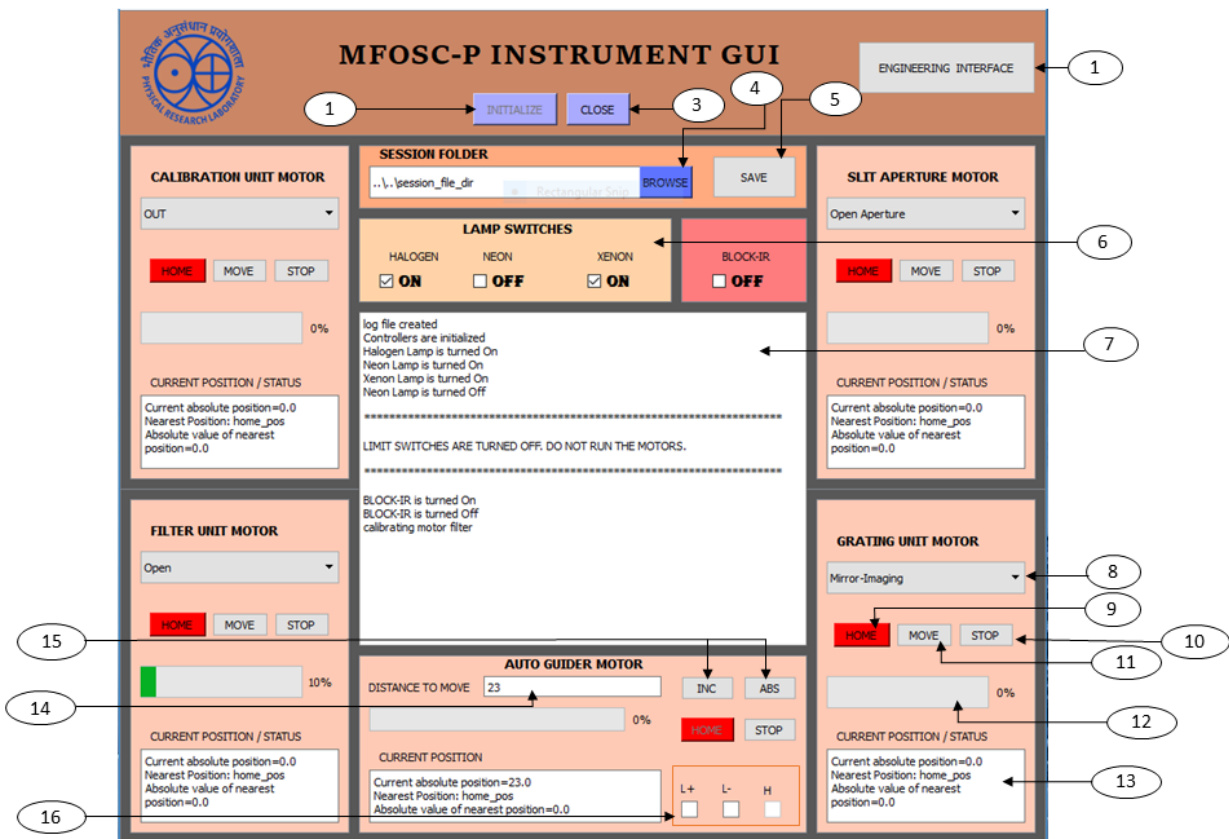 भौतिक अनुसंधान प्रयोगशाला
PHYSICAL RESEARCH LABORATORY
MFOSC-P INSTRUMENT GUI
ENGINEERING INTERFACE
1
1
INITIALIZE
CLOSE
3
4
5
CALIBRATION UNIT MOTOR
OUT
HOME
MOVE
STOP
0%
CURRENT POSITION / STATUS
Current absolute position=0.0
Nearest Position: home_pos
Absolute value of nearest
position=0.0
SESSION FOLDER
..\..\session_file_dir
BROWSE
SAVE
Rectangular Snip
LAMP SWITCHES
HALOGEN
NEON
XENON
ON
OFF
ON
BLOCK-IR
OFF
6
SLIT APERTURE MOTOR
Open Aperture
HOME
MOVE
STOP
0%
CURRENT POSITION / STATUS
Current absolute position=0.0
Nearest Position: home_pos
Absolute value of nearest
position=0.0
log file created
Controllers are initialized
Halogen Lamp is turned On
Neon Lamp is turned On
Xenon Lamp is turned On
Neon Lamp is turned Off
LIMIT SWITCHES ARE TURNED OFF. DO NOT RUN THE MOTORS.
BLOCK-IR is turned On
BLOCK-IR is turned Off
calibrating motor filter
7
FILTER UNIT MOTOR
Open
HOME
MOVE
STOP
10%
CURRENT POSITION / STATUS
Current absolute position=0.0
Nearest Position: home_pos
Absolute value of nearest
position=0.0
15
14
16
AUTO GUIDER MOTOR
DISTANCE TO MOVE
23
INC
ABS
0%
HOME
STOP
CURRENT POSITION
Current absolute position=23.0
Nearest Position: home_pos
Absolute value of nearest position=0.0
L+
L-
H
GRATING UNIT MOTOR
Mirror-Imaging
HOME
MOVE
STOP
0%
CURRENT POSITION / STATUS
Current absolute position=0.0
Nearest Position: home_pos
Absolute value of nearest
position=0.0
8
9
10
11
12
13